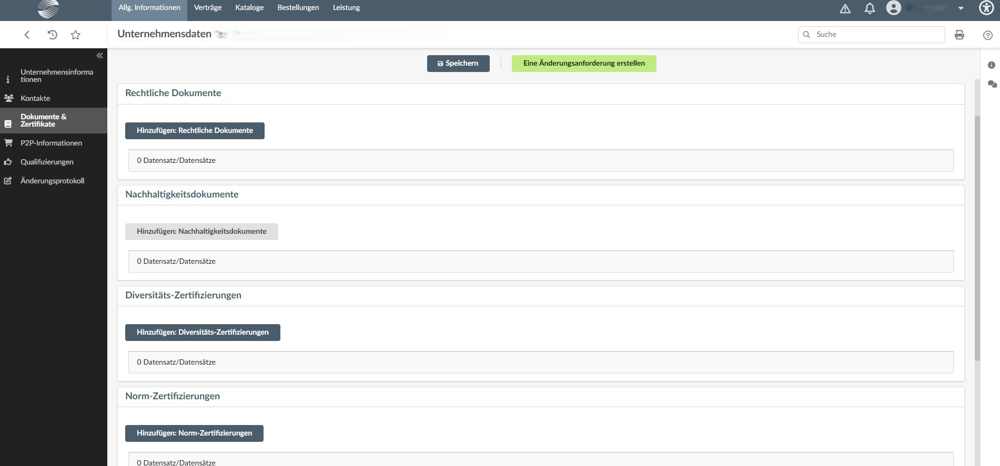 Allg. Informationen Verträge Kataloge Bestellungen Leistung
Unternehmensdaten
Suche
Speichern
Eine Änderungsanforderung erstellen
Unternehmensinforma
tionen
Kontakte
Dokumente &
Zertifikate
P2P-Informationen
Qualifizierungen
Änderungsprotokoll
Rechtliche Dokumente
Hinzufügen: Rechtliche Dokumente
0 Datensatz/Datensätze
Nachhaltigkeitsdokumente
Hinzufügen: Nachhaltigkeitsdokumente
0 Datensatz/Datensätze
Diversitäts-Zertifizierungen
Hinzufügen: Diversitäts-Zertifizierungen
0 Datensatz/Datensätze
Norm-Zertifizierungen
Hinzufügen: Norm-Zertifizierungen
0 Datensatz/Datensätze